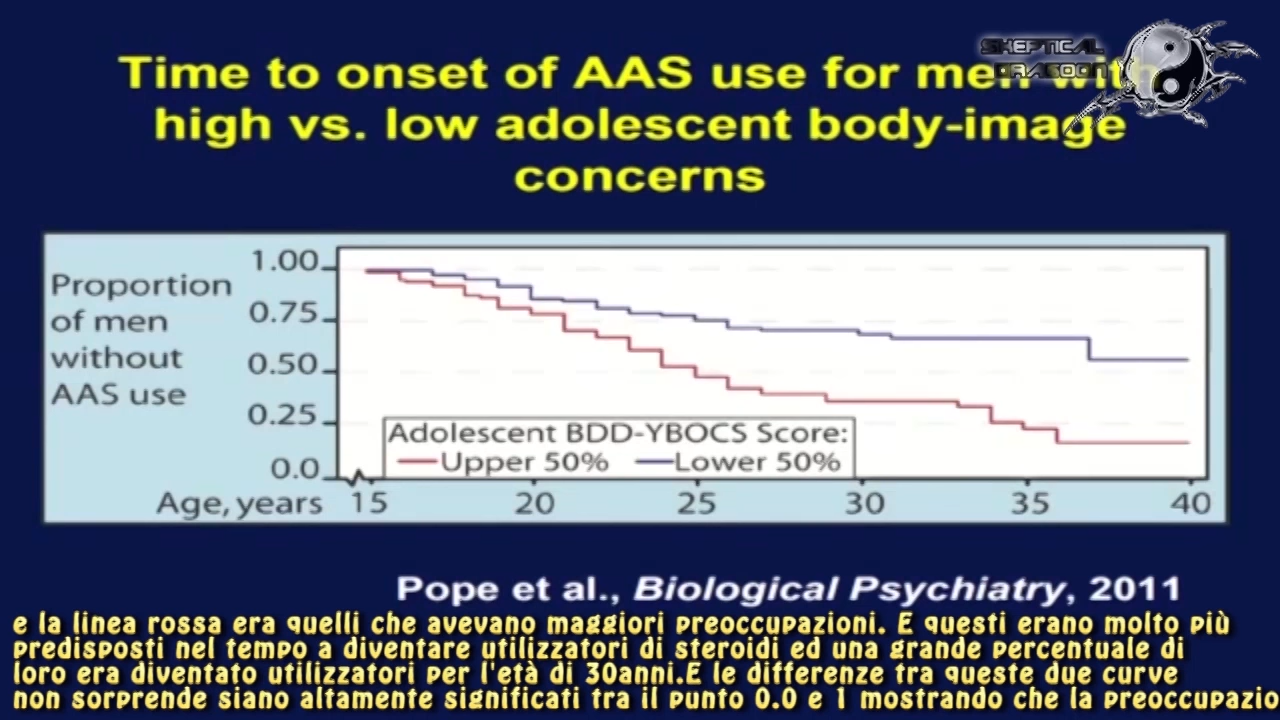 SKEPTICAL
DRAGOON
Time to onset of AAS use for men with
high vs. low adolescent body-image
concerns
Proportion
of men
without
AAS use
1.00
0.75
0.50
0.25
0.0
Adolescent BDD-YBOCS Score:
Upper 50% Lower 50%
Age, years 15 20 25 30 35 40
Pope et al., Biological Psychiatry, 2011
e la linea rossa era quelli che avevano maggiori preoccupazioni. E questi erano molto più
predisposti nel tempo a diventare utilizzatori di steroidi ed una grande percentuale di
loro era diventato utilizzatori per l'età di 30anni.E le differenze tra queste due curve
non sorprende siano altamente significati tra il punto 0.0 e 1 mostrando che la preoccupazio